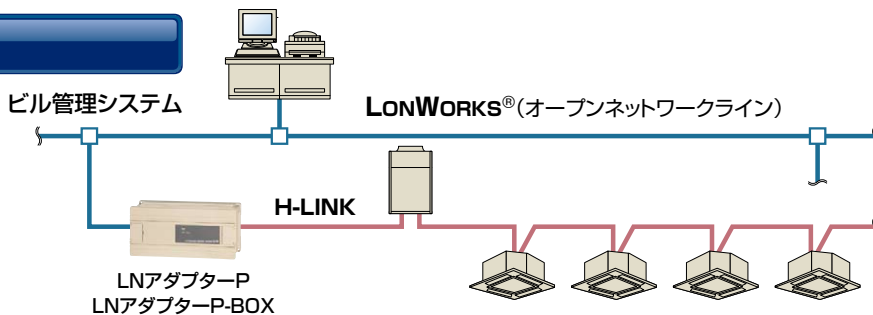 ビル管理システム
LONWORKS®(オープンネットワークライン)
H-LINK
LNアダプターP
LNアダプターP-BOX